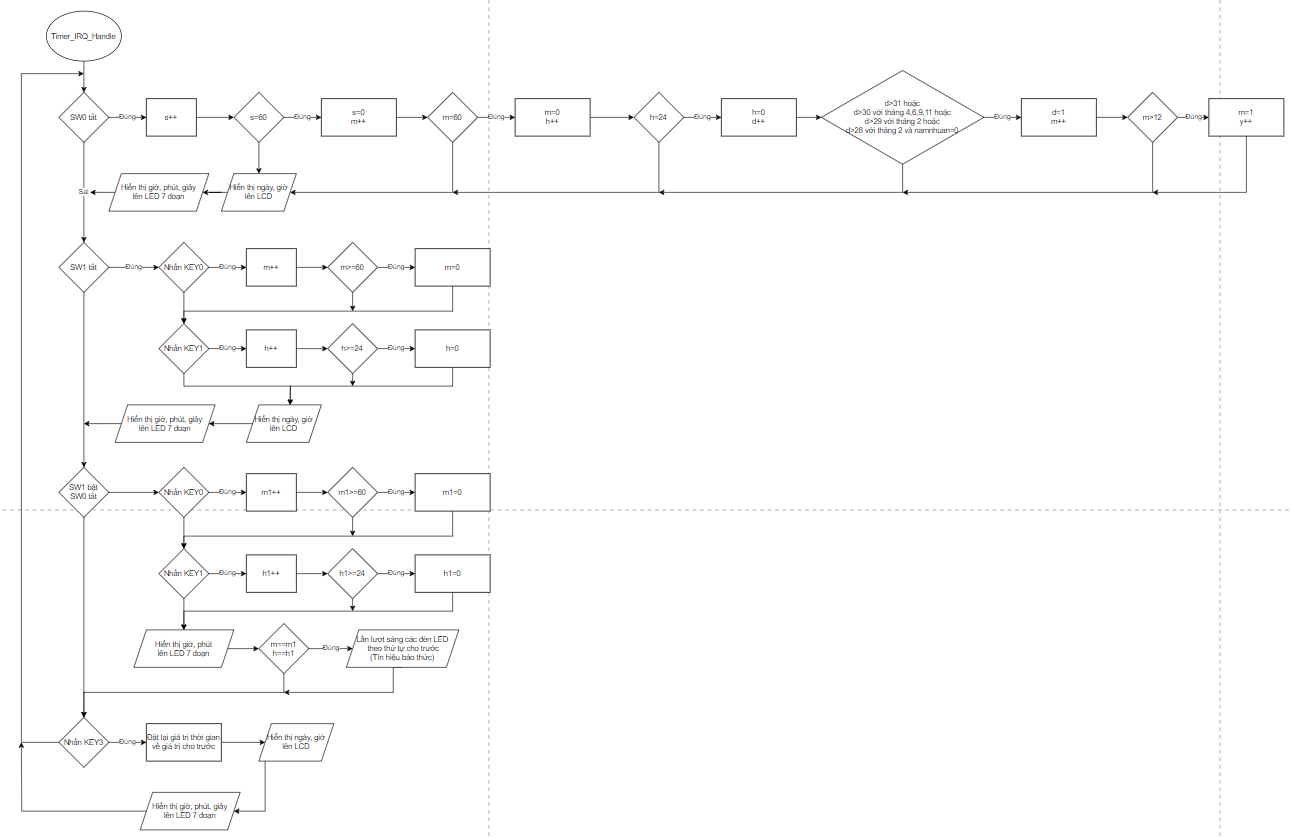 Timer_IRQ_Handle
SW0 tắt
Đúng
s++
s=60
Đúng
s=0
m++
m=60
Đúng
m=0
h++
h=24
Đúng
h=0
d++
d>31 hoặc
d>30 với tháng 4,6,9,11 hoặc
d>29 với tháng 2 hoặc
d>28 với tháng 2 và namnhuan=0
Đúng
d=1
m++
m>12
Đúng
m=1
y++
Sai
Hiển thị giờ, phút, giây
lên LED 7 đoạn
Hiển thị ngày, giờ
lên LCD
SW1 tắt
Đúng
Nhấn KEY0
Đúng
m++
m>=60
Đúng
m=0
Nhấn KEY1
Đúng
h++
h>=24
Đúng
h=0
Hiển thị giờ, phút, giây
lên LED 7 đoạn
Hiển thị ngày, giờ
lên LCD
SW1 bật
SW0 tắt
Nhấn KEY0
Đúng
m1++
m1>=60
Đúng
m1=0
Nhấn KEY1
Đúng
h1++
h1>=24
Đúng
h1=0
Hiển thị giờ, phút
lên LED 7 đoạn
m==m1
h==h1
Đúng
Lần lượt sáng các đèn LED
theo thứ tự cho trước
(Tín hiệu báo thức)
Nhấn KEY3
Đúng
Đặt lại giá trị thời gian
về giá trị cho trước
Hiển thị ngày, giờ
lên LCD
Hiển thị giờ, phút, giây
lên LED 7 đoạn